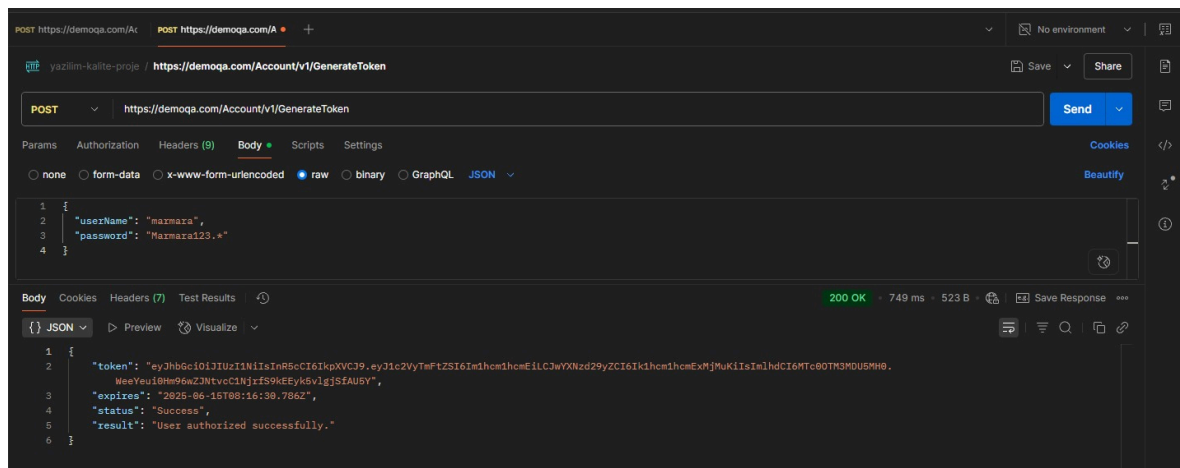 POST https://demoqa.com/Ac POST https://demoqa.com/A No environment
yazilim-kalite-proje / https://demoqa.com/Account/v1/GenerateToken Save Share
POST https://demoqa.com/Account/v1/GenerateToken Send
Params Authorization Headers (9) Body Scripts Settings Cookies
none form-data x-www-form-urlencoded raw binary GraphQL JSON Beautify
1 {
2 "userName": "marmara",
3 "password": "Marmara123.*"
4 }
Body Cookies Headers (7) Test Results 200 OK 749 ms 523 B e.g. Save Response
{} JSON Preview Visualize
1 {
2 "token": "eyJhbGciOiJIUzI1NiIsInR5cCI6IkpXVCJ9.eyJ1c2VyTmFtZSI6Im1hcm1hcmEiLCJwYXNzd29yZCI6Ik1hcm1hcmExMjMuKiIsImlhdCI6MTc0OTM3MDU5MH0.
WeeYeui0Hm96wZJNtvcC1NjrfS9kEEyk5vlgjSfAU5Y",
3 "expires": "2025-06-15T08:16:30.786Z",
4 "status": "Success",
5 "result": "User authorized successfully."
6 }